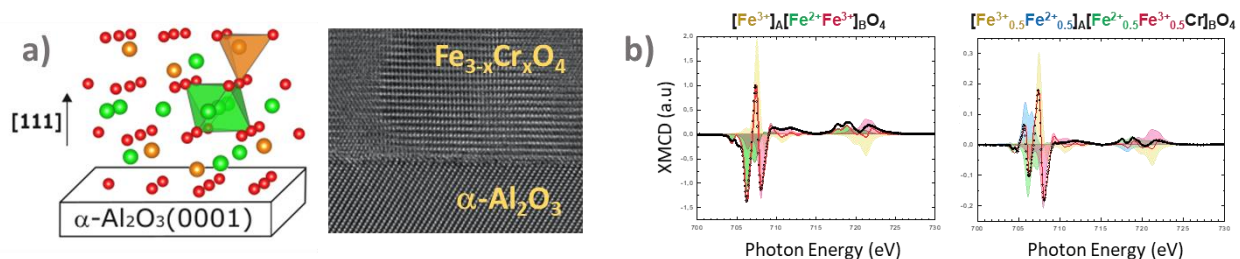 a)
[111]
α-Al₂O₃(0001)
Fe₃₋ₓCrₓO₄
α-Al₂O₃
b)
[Fe³⁺]A[Fe²⁺Fe³⁺]BO₄
XMCD (a.u)
2,0
1,5
1,0
0,5
0,0
-0,5
-1,0
-1,5
700 705 710 715 720 725 730
Photon Energy (eV)
[Fe³⁺₀.₅Fe²⁺₀.₅]A[Fe²⁺₀.₅Fe³⁺₀.₅Cr]BO₄
0,3
0,2
0,1
0,0
-0,1
-0,2
700 705 710 715 720 725 730
Photon Energy (eV)